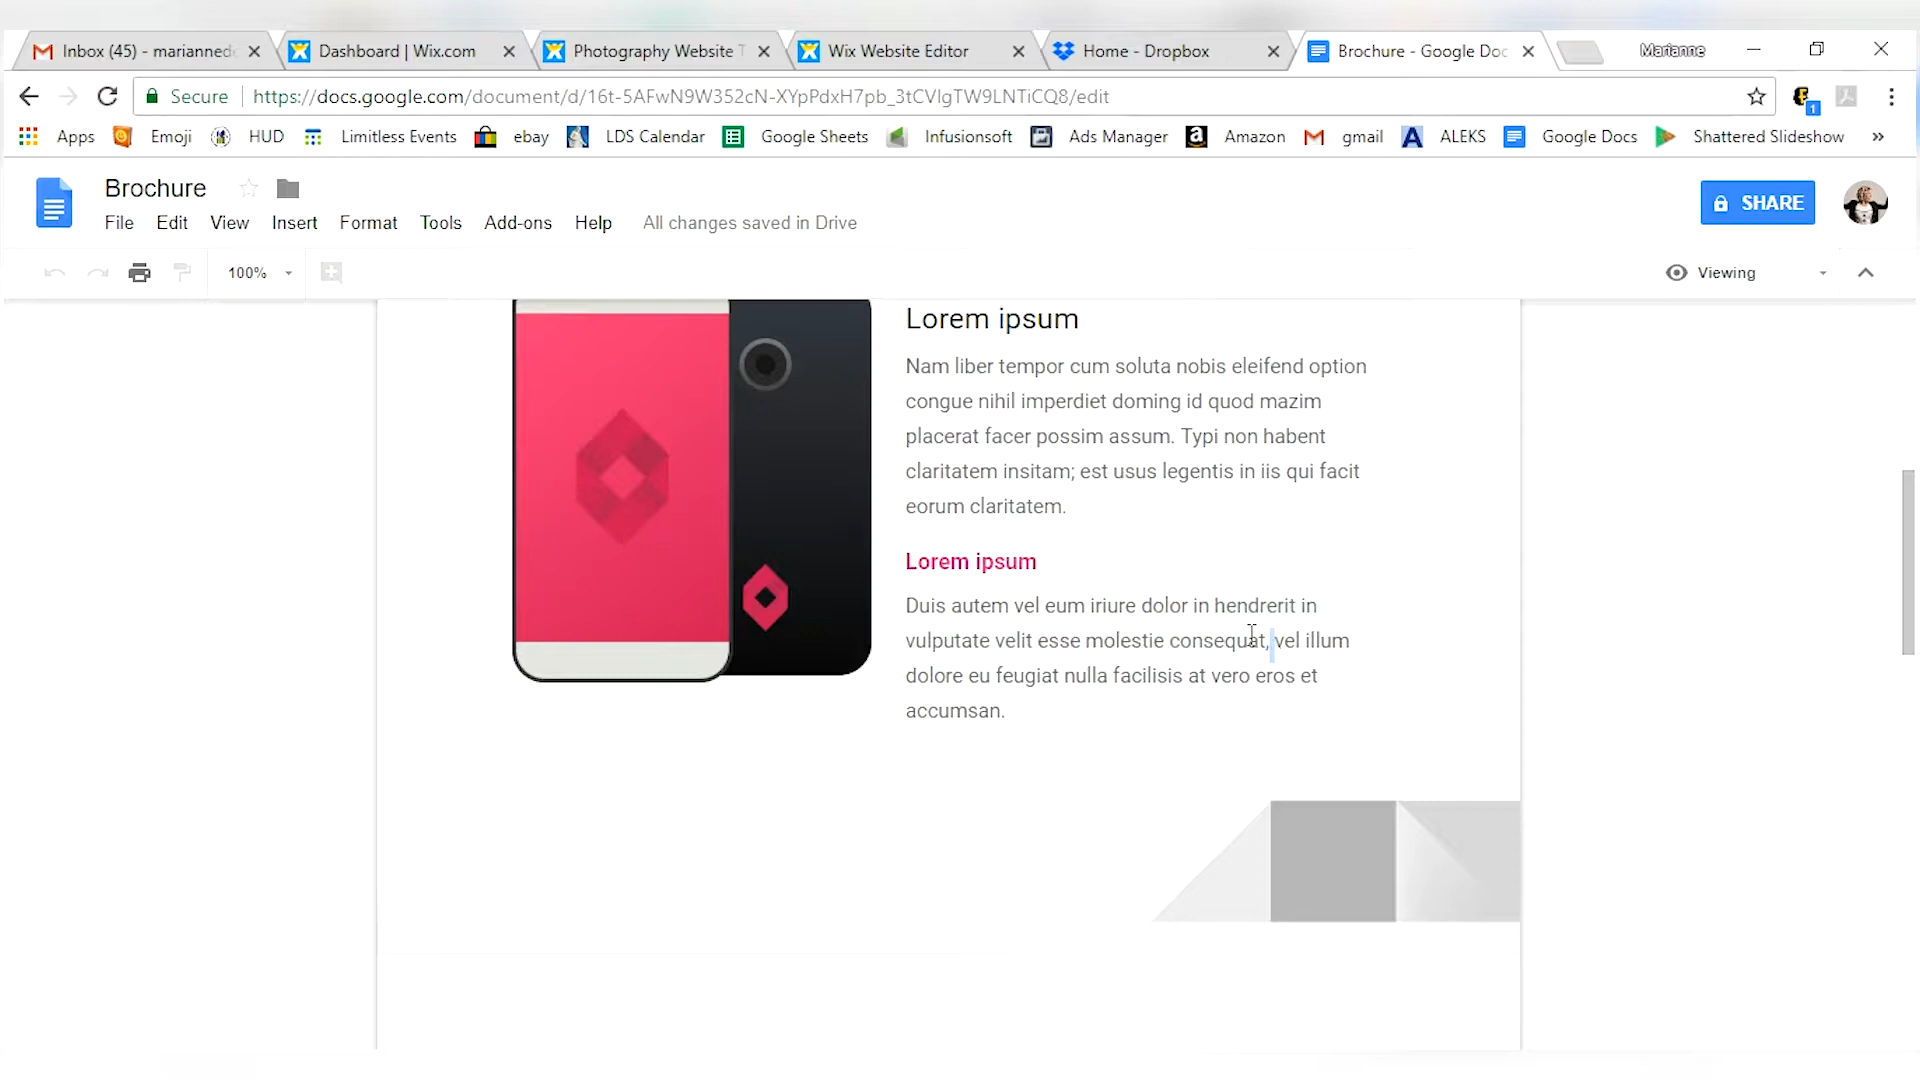 Inbox (45) - marianned
Dashboard | Wix.com
Photography Website T
Wix Website Editor
Home - Dropbox
Brochure - Google Doc
Marianne
Secure
https://docs.google.com/document/d/16t-5AFwN9W352cN-XYpPdxH7pb_3tCVIgTW9LNTiCQ8/edit
1
Apps
Emoji
HUD
Limitless Events
ebay
LDS Calendar
Google Sheets
Infusionsoft
Ads Manager
Amazon
gmail
ALEKS
Google Docs
Shattered Slideshow
»
Brochure
File Edit View Insert Format Tools Add-ons Help All changes saved in Drive
SHARE
100%
Viewing
Lorem ipsum
Nam liber tempor cum soluta nobis eleifend option
congue nihil imperdiet doming id quod mazim
placerat facer possim assum. Typi non habent
claritatem insitam; est usus legentis in iis qui facit
eorum claritatem.
Lorem ipsum
Duis autem vel eum iriure dolor in hendrerit in
vulputate velit esse molestie consequat, vel illum
dolore eu feugiat nulla facilisis at vero eros et
accumsan.